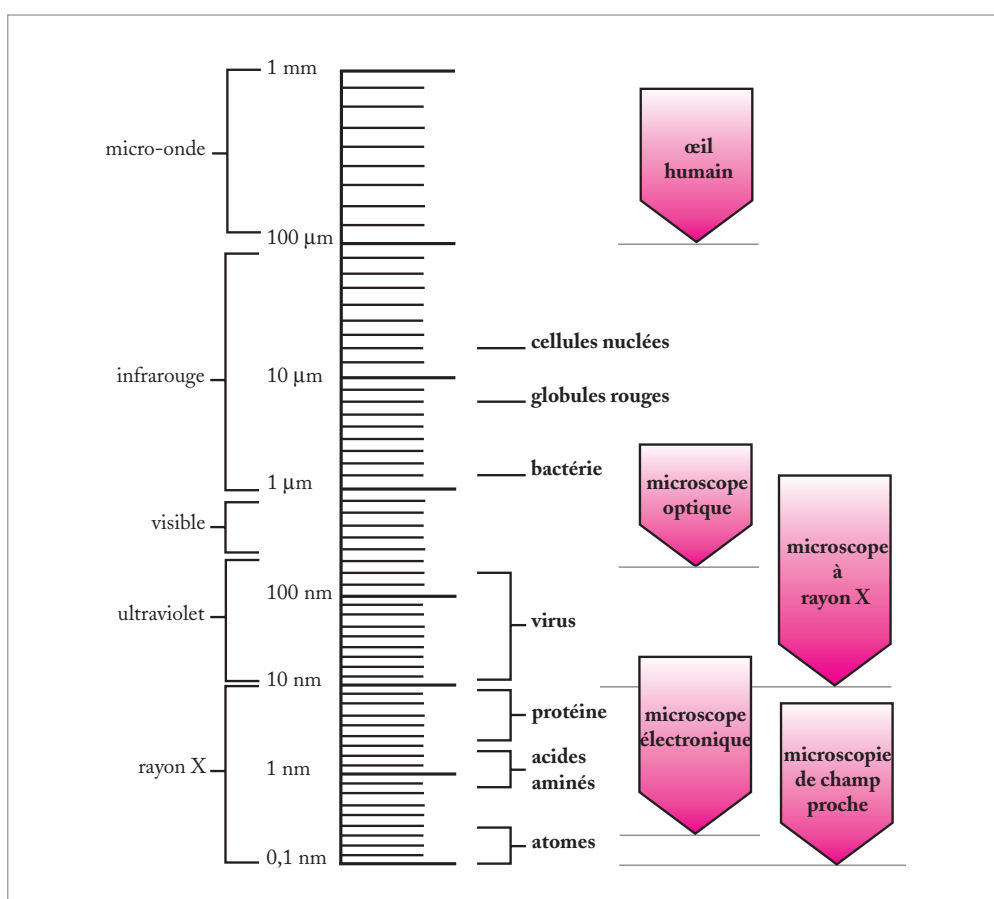 1 mm
micro-onde
œil
humain
100 µm
cellules nuclées
infrarouge
10 µm
globules rouges
bactérie
1 µm
microscope
optique
visible
microscope
à
rayon X
100 nm
ultraviolet
virus
10 nm
protéine
microscope
électronique
rayon X
1 nm
acides
aminés
microscopie
de champ
proche
atomes
0,1 nm